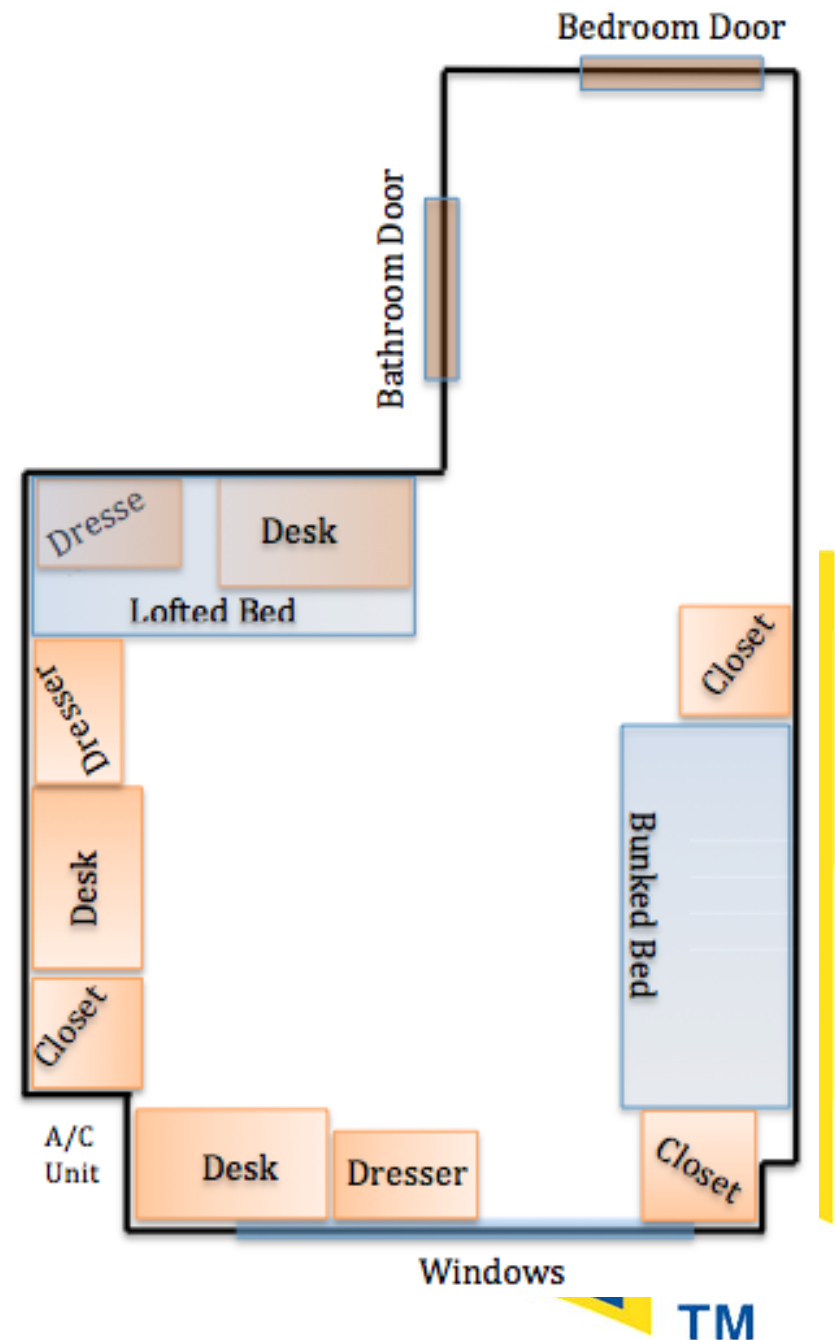 Bedroom Door
Bathroom Door
Dresse
Desk
Lofted Bed
Closet
Dresser
Desk
Bunked Bed
Closet
A/C
Unit
Desk
Dresser
Closet
Windows
TM